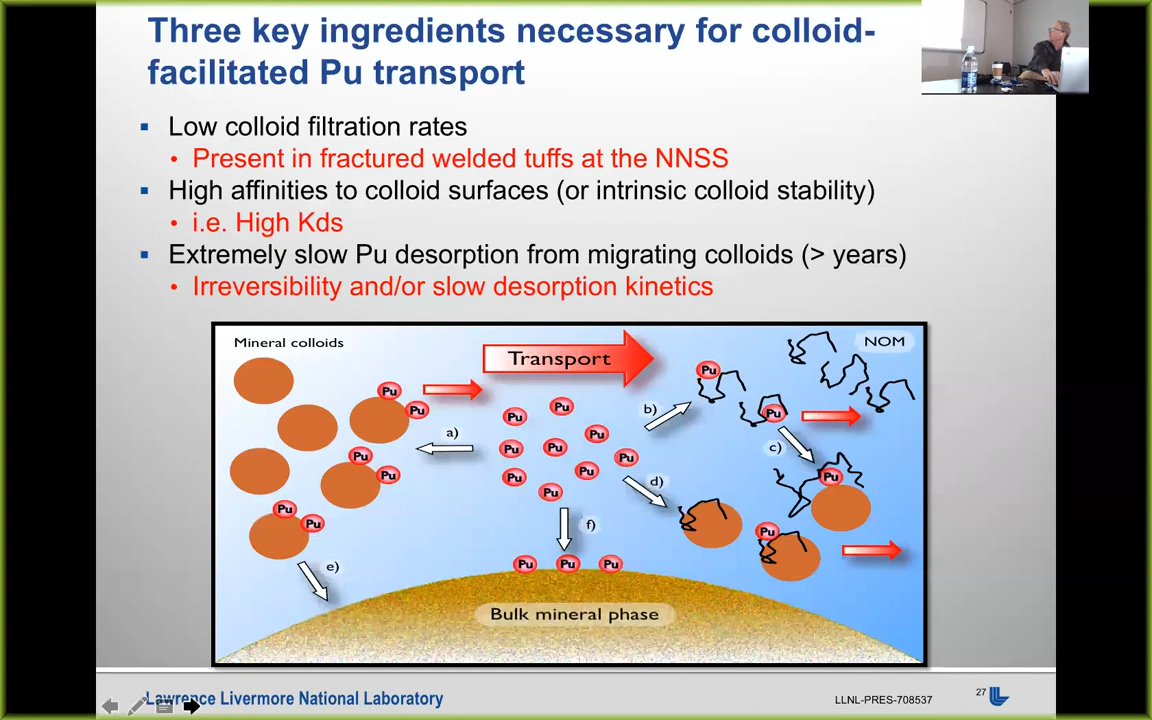 Three key ingredients necessary for colloid-
facilitated Pu transport
Low colloid filtration rates
Present in fractured welded tuffs at the NNSS
High affinities to colloid surfaces (or intrinsic colloid stability)
i.e. High Kds
Extremely slow Pu desorption from migrating colloids (> years)
Irreversibility and/or slow desorption kinetics
Mineral colloids
Transport
NOM
Pu
Pu
Pu
Pu
Pu
Pu
Pu
a)
b)
Pu
c)
Pu
Pu
Pu
Pu
Pu
Pu
Pu
Pu
d)
Pu
Pu
Pu
Pu
f)
Pu
e)
Pu
Pu
Pu
Bulk mineral phase
Lawrence Livermore National Laboratory
LLNL-PRES-708537
27